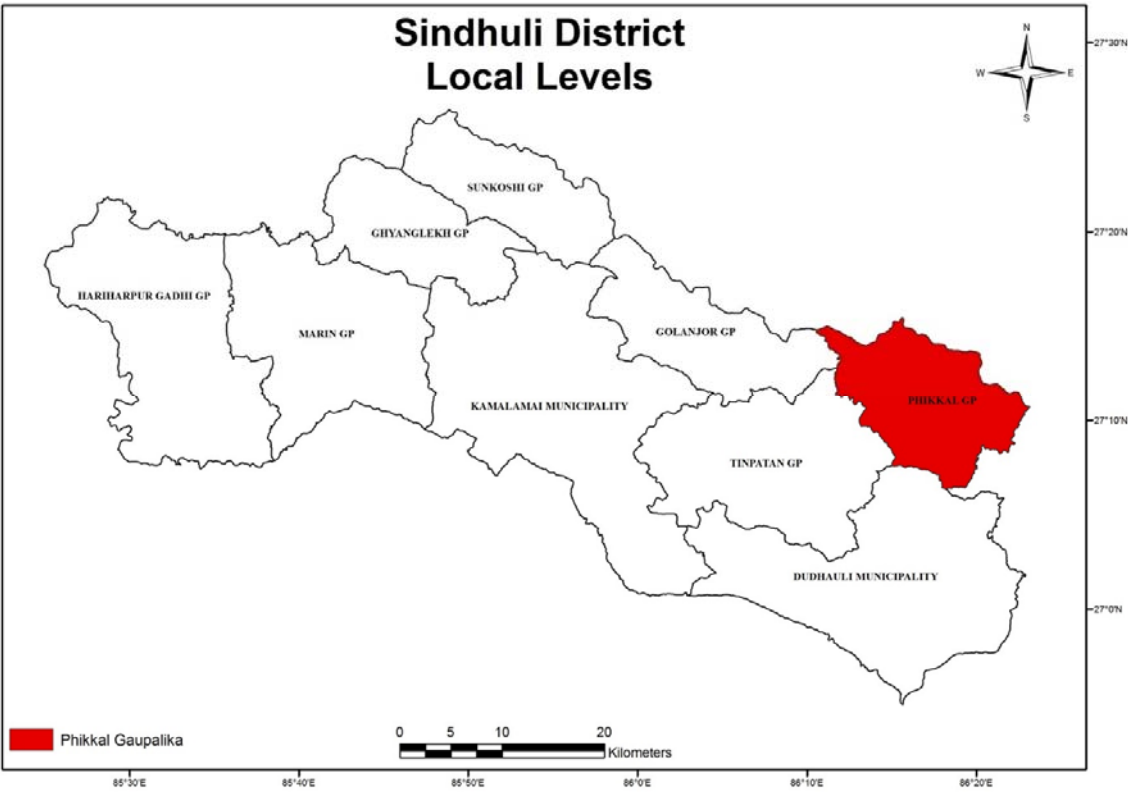 Sindhuli District
Local Levels
N
W E
S
27°30'N
SUNKOSHI GP
GHYANGLEKH GP
27°20'N
HARIHARPUR GADHI GP
MARIN GP
GOLANJOR GP
PHIKKAL GP
KAMALAMAI MUNICIPALITY
27°10'N
TINPATAN GP
DUDHAULI MUNICIPALITY
27°0'N
Phikkal Gaupalika
0 5 10 20
Kilometers
85°30'E 85°40'E 85°50'E 86°0'E 86°10'E 86°20'E